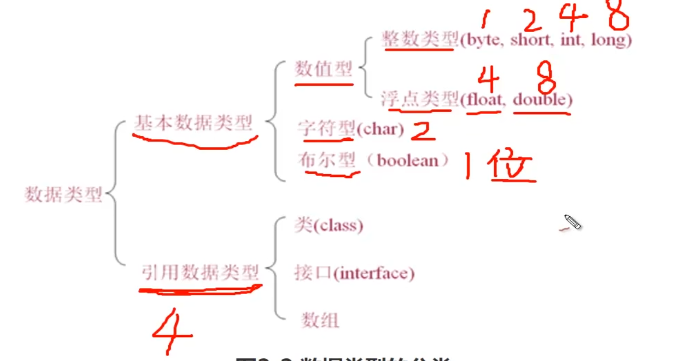 1 2 4 8
整数类型(byte, short, int, long)
数值型
4 8
浮点类型(float, double)
基本数据类型
字符型(char) 2
布尔型（boolean） 1位
数据类型
类(class)
引用数据类型
接口(interface)
4
数组